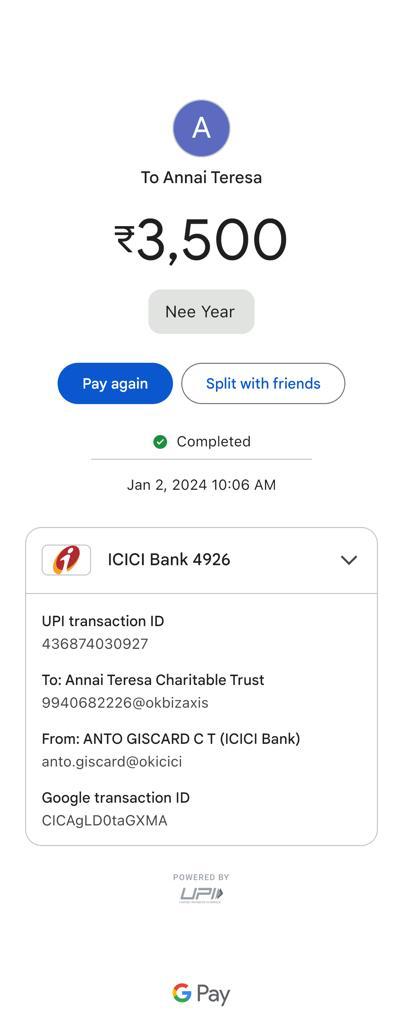 A
To Annai Teresa
₹3,500
Nee Year
Pay again
Split with friends
Completed
Jan 2, 2024 10:06 AM
ICICI Bank 4926
UPI transaction ID
436874030927
To: Annai Teresa Charitable Trust
9940682226@okbizaxis
From: ANTO GISCARD C T (ICICI Bank)
anto.giscard@okicici
Google transaction ID
CICAgLD0taGXMA
POWERED BY
UPI
G Pay